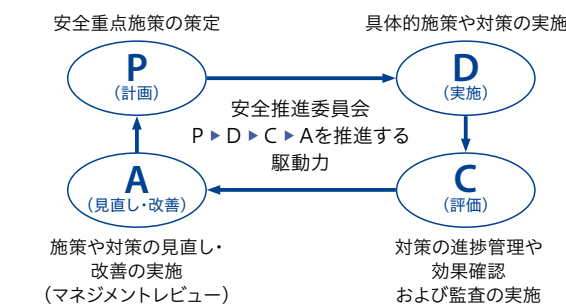 安全重点施策の策定
具体的施策や対策の実施
P
(計画)
D
(実施)
安全推進委員会
P▶D▶C▶Aを推進する
駆動力
A
(見直し・改善)
C
(評価)
施策や対策の見直し・
改善の実施
(マネジメントレビュー)
対策の進捗管理や
効果確認
および監査の実施